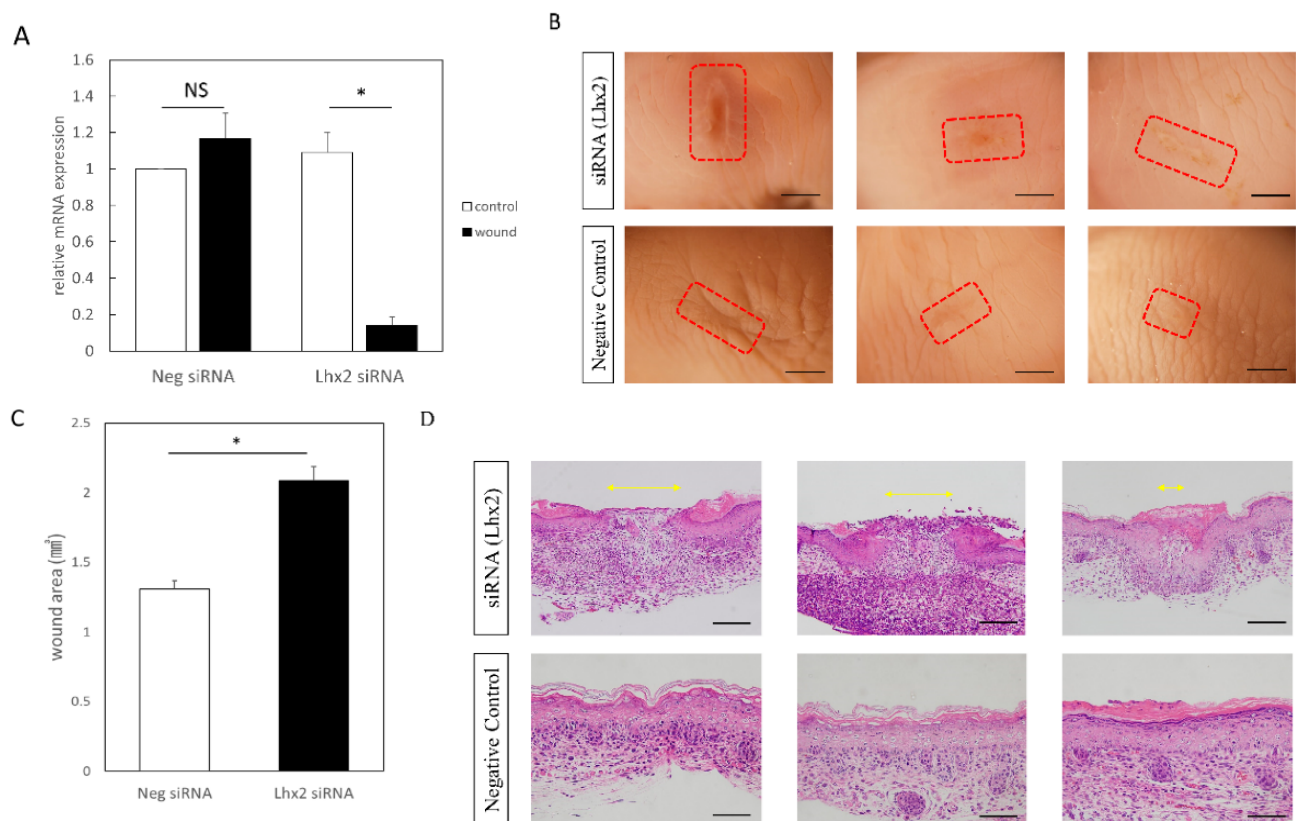 A
1.6
1.4
1.2
1
0.8
0.6
0.4
0.2
0
relative mRNA expression
NS
*
Neg siRNA
Lhx2 siRNA
control
wound
B
siRNA (Lhx2)
Negative Control
C
2.5
2
1.5
1
0.5
0
wound area (mm³)
*
Neg siRNA
Lhx2 siRNA
D
siRNA (Lhx2)
Negative Control